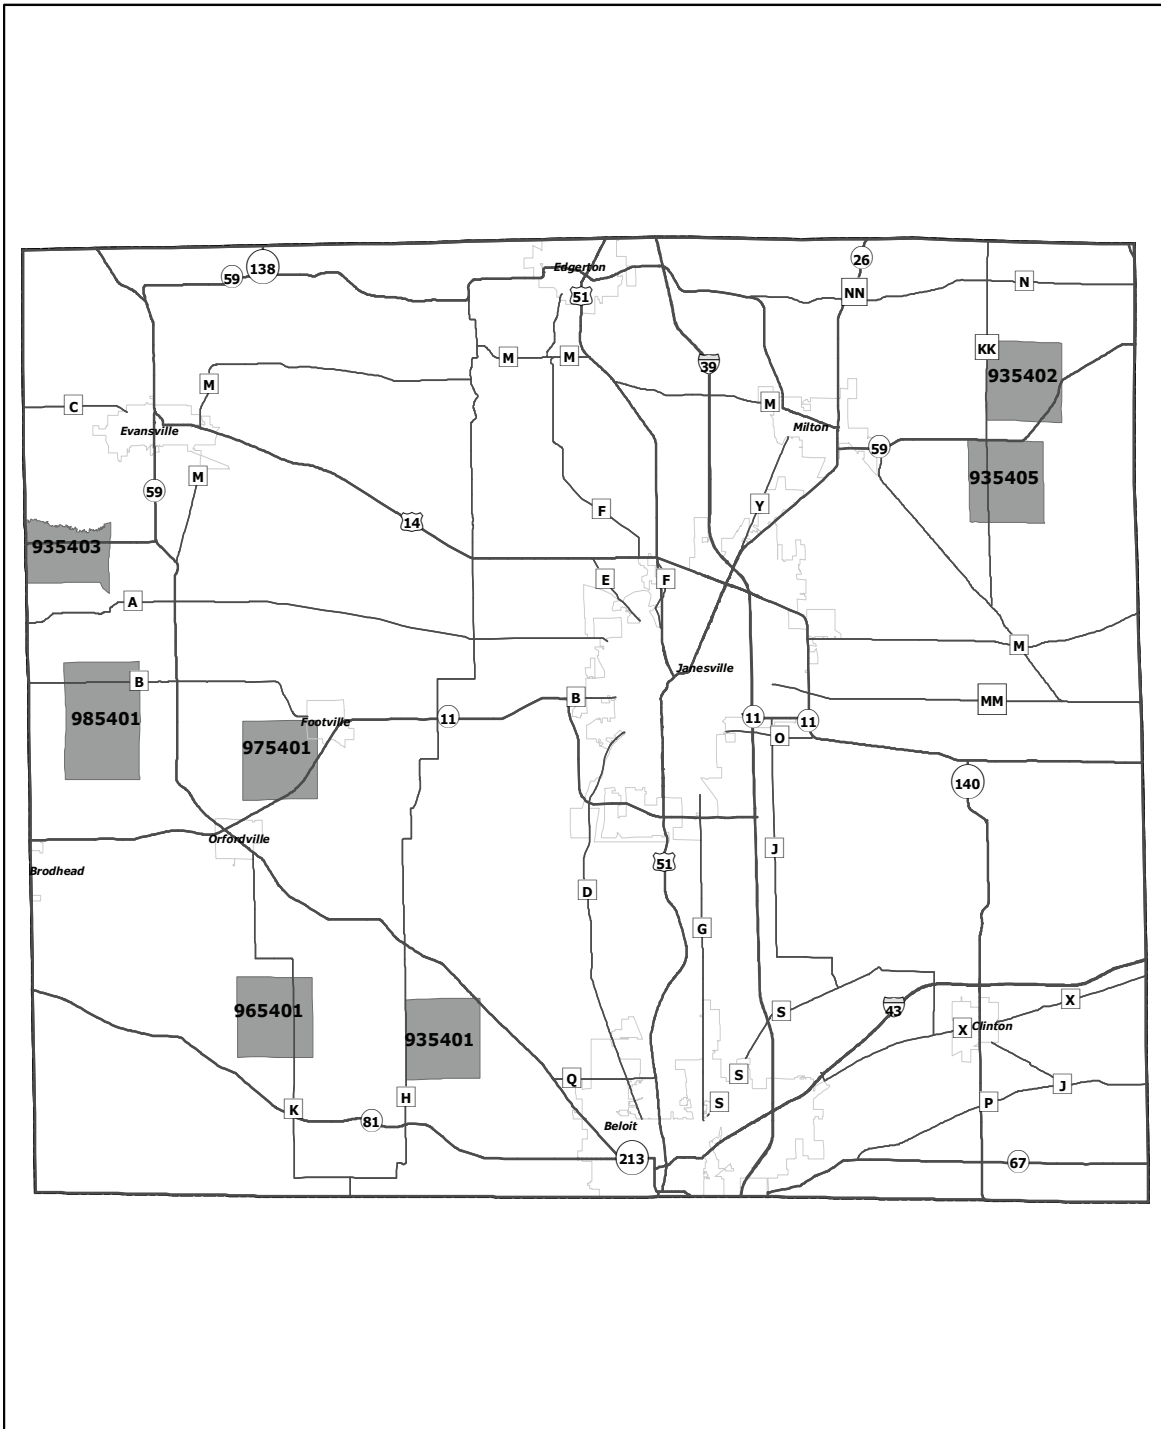 26
138
Edgerton
59
N
NN
51
KK
M
M
39
935402
M
M
C
Milton
Evansville
59
M
935405
59
Y
F
14
935403
E
F
A
M
Janesville
B
B
MM
985401
11
11
11
Footville
O
975401
140
Orfordville
J
51
Brodhead
D
G
X
43
965401
S
X
Clinton
935401
S
Q
J
H
S
P
K
81
Beloit
213
67